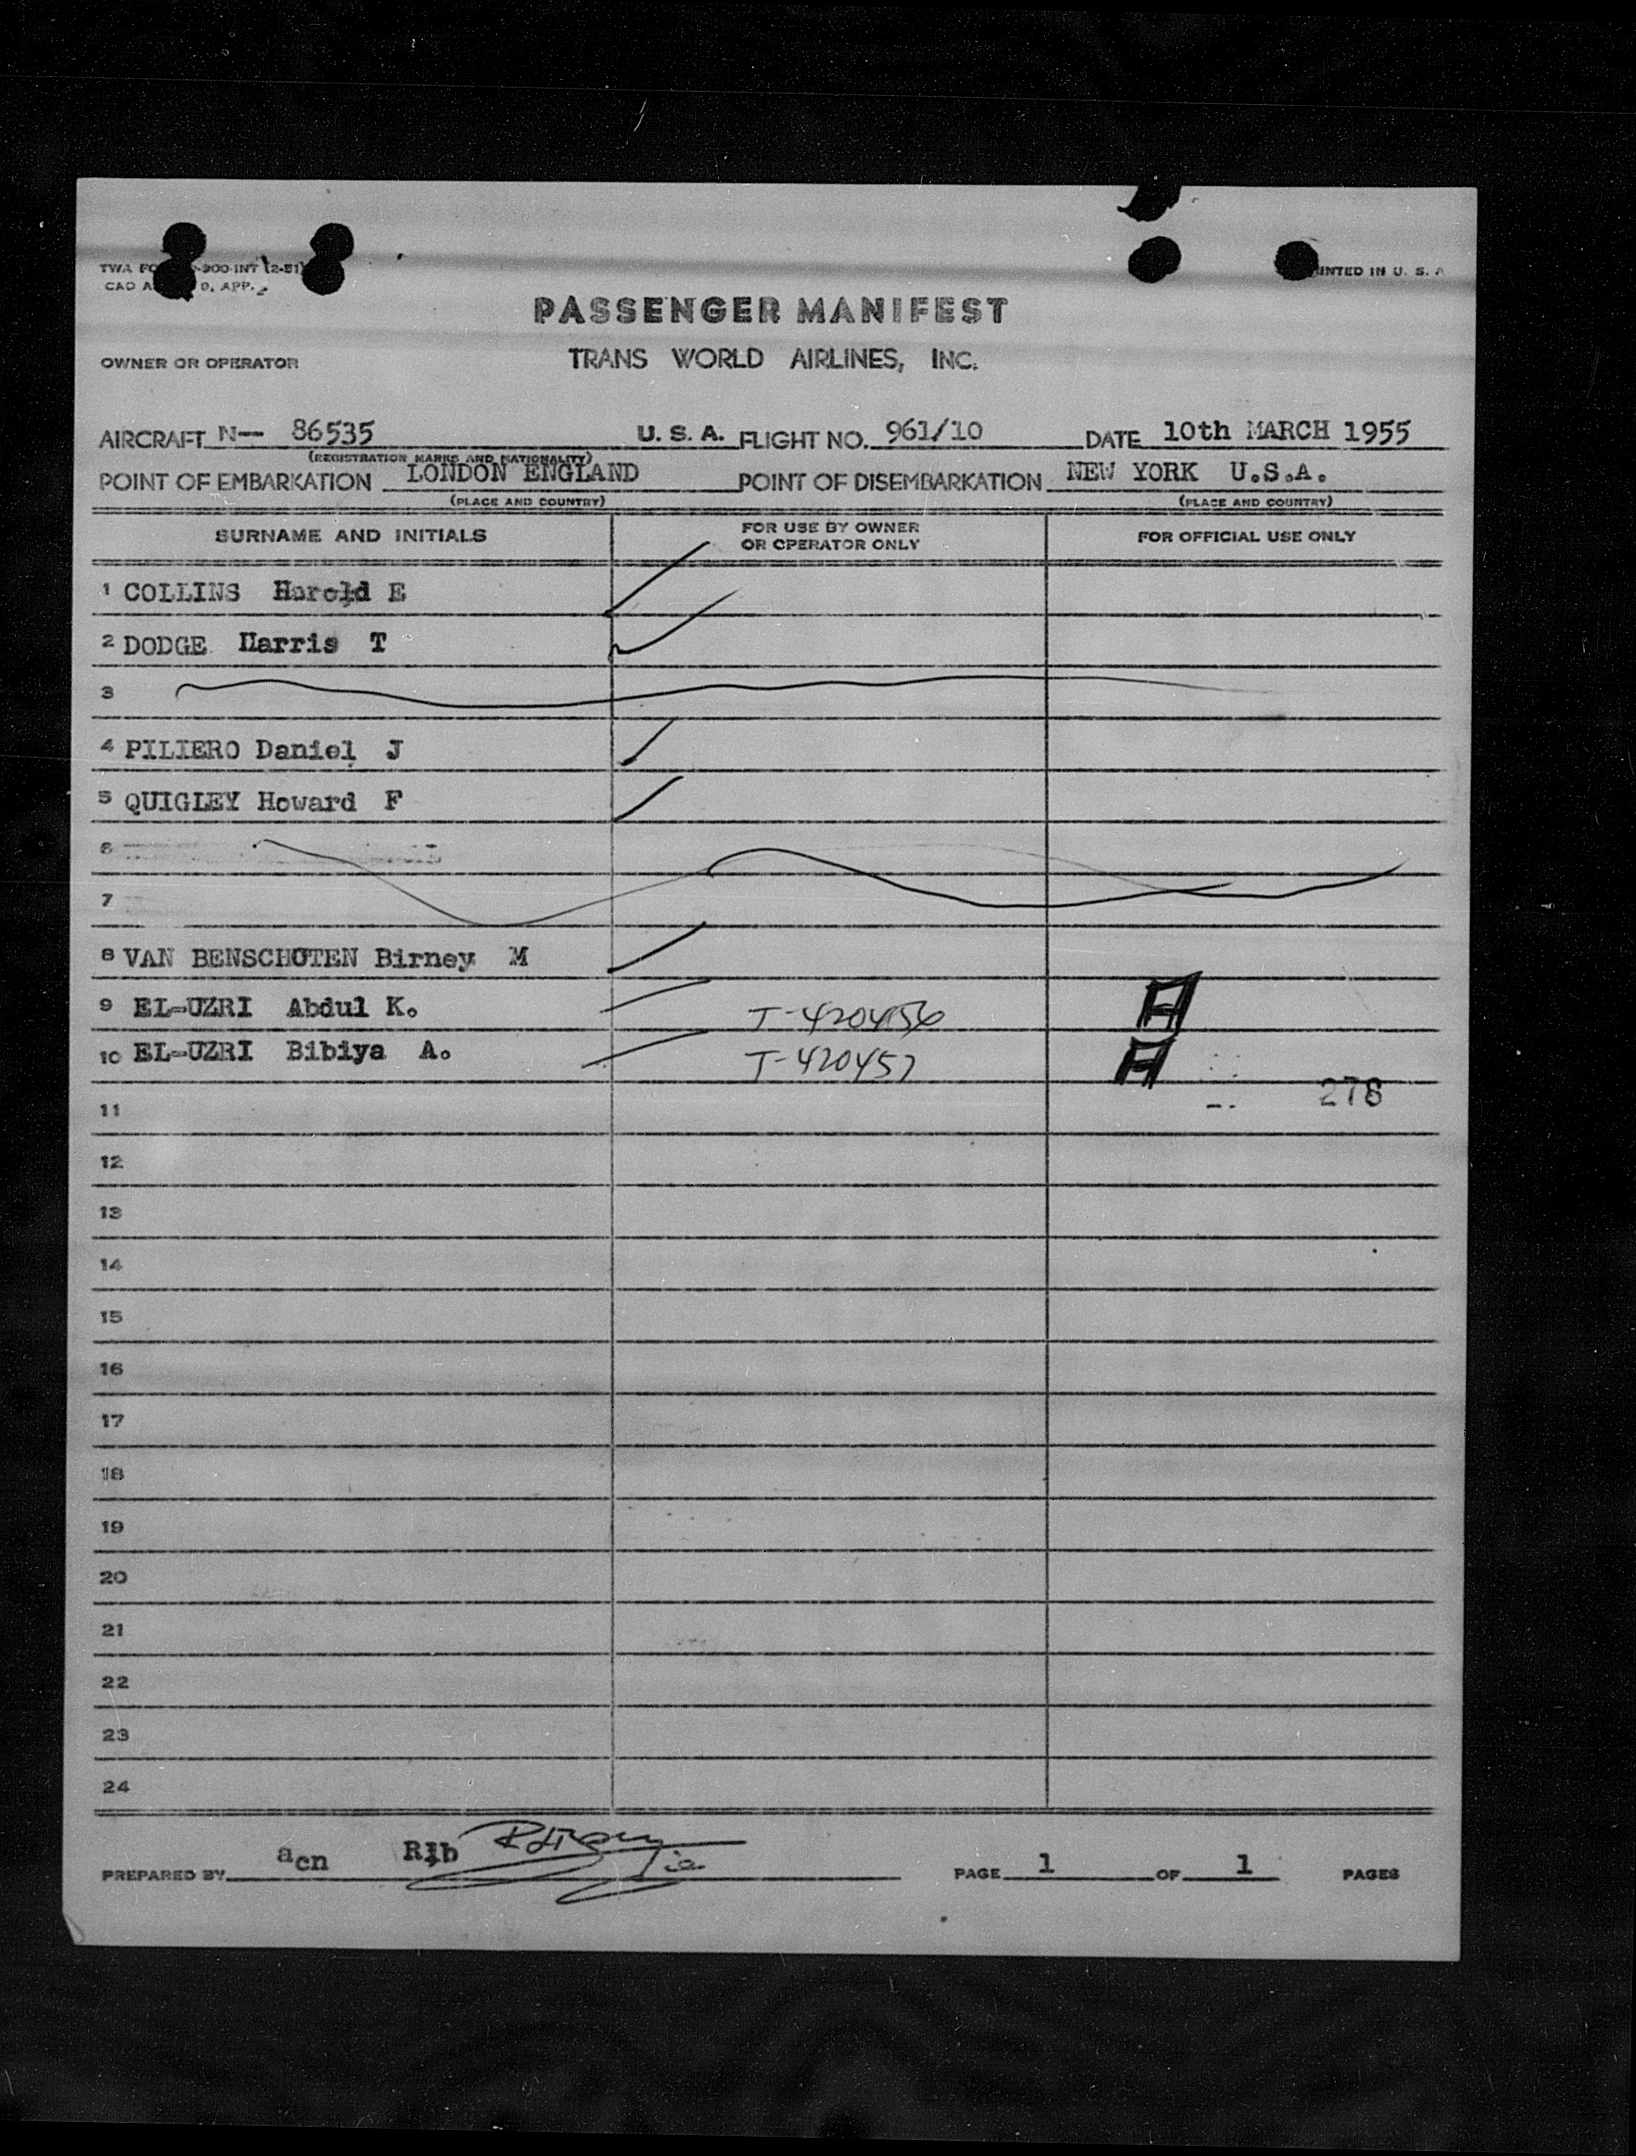 PRINTED IN U. S. A
PASSENGER MANIFEST
OWNER OR OPERATOR TRANS WORLD AIRLINES, INC.
AIRCRAFT N-- 86535 U. S. A. FLIGHT NO. 961/10 DATE 10th MARCH 1955
(REGISTRATION MARKS AND NATIONALITY)
POINT OF EMBARKATION LONDON ENGLAND POINT OF DISEMBARKATION NEW YORK U.S.A.
(PLACE AND COUNTRY) (PLACE AND COUNTRY)
SURNAME AND INITIALS FOR USE BY OWNER OR OPERATOR ONLY FOR OFFICIAL USE ONLY
1 COLLINS Harold E
2 DODGE Harris T
3
4 PILIERO Daniel J
5 QUIGLEY Howard F
6
7
8 VAN BENSCHOTEN Birney M
9 EL-UZRI Abdul K. T-420456 A
10 EL-UZRI Bibiya A. T-420457 A
276
11
12
13
14
15
16
17
18
19
20
21
22
23
24
PREPARED BY acn Rlb PAGE 1 OF 1 PAGES